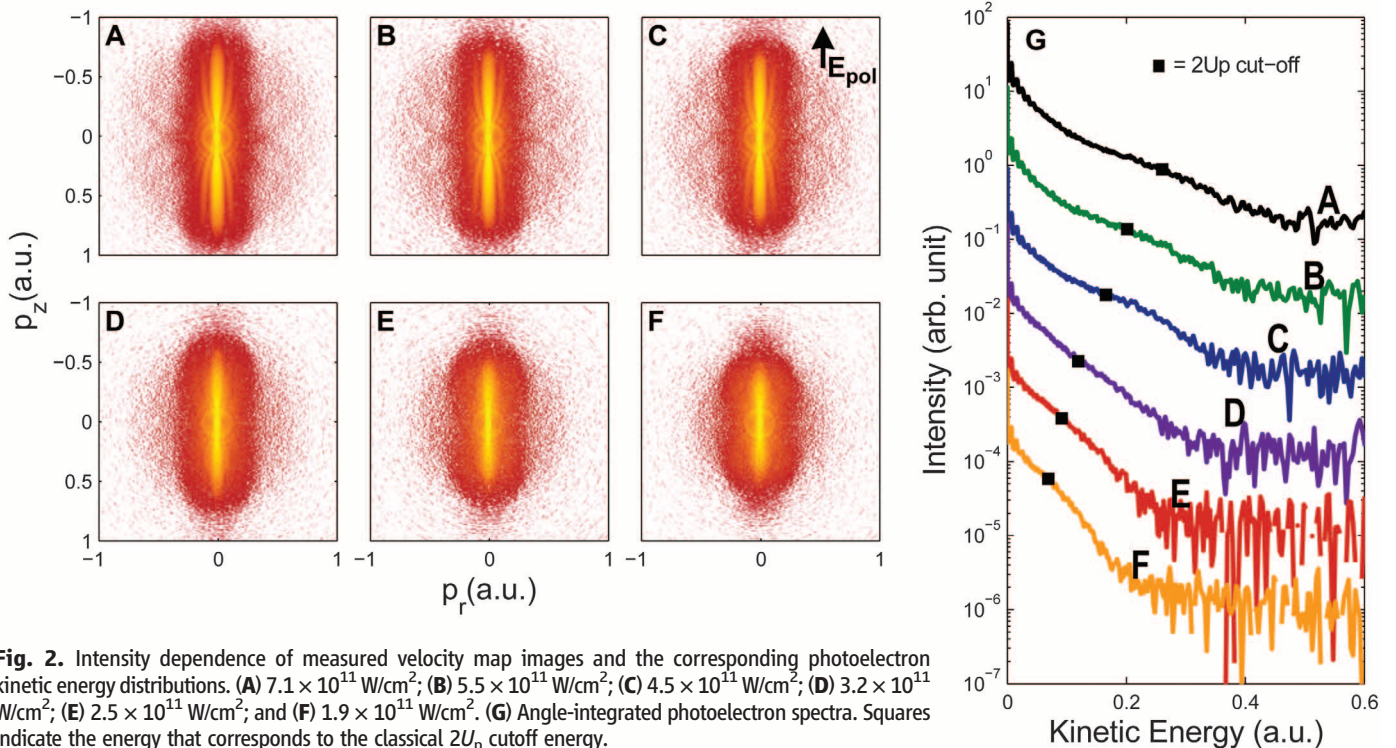 A
B
C
E_pol
D
E
F
−1
−0.5
0
0.5
1
−1
−0.5
0
0.5
1
p_z(a.u.)
−1
0
1
−1
0
1
−1
0
1
p_r(a.u.)
G
■ = 2Up cut−off
10^2
10^1
10^0
10^−1
10^−2
10^−3
10^−4
10^−5
10^−6
10^−7
Intensity (arb. unit)
A
B
C
D
E
F
0
0.2
0.4
0.6
Kinetic Energy (a.u.)
Fig. 2. Intensity dependence of measured velocity map images and the corresponding photoelectron
kinetic energy distributions. (A) 7.1 × 10^11 W/cm^2; (B) 5.5 × 10^11 W/cm^2; (C) 4.5 × 10^11 W/cm^2; (D) 3.2 × 10^11
W/cm^2; (E) 2.5 × 10^11 W/cm^2; and (F) 1.9 × 10^11 W/cm^2. (G) Angle-integrated photoelectron spectra. Squares
indicate the energy that corresponds to the classical 2U_p cutoff energy.